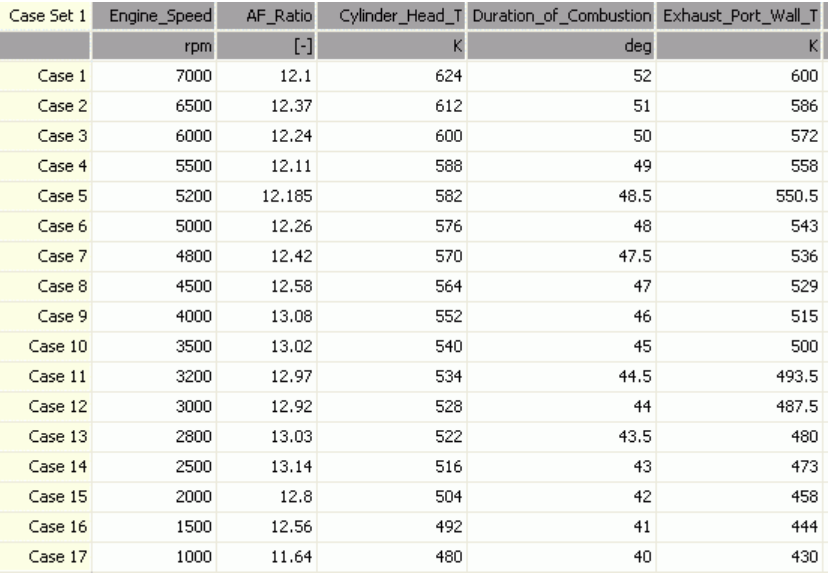 Case Set 1 Engine_Speed AF_Ratio Cylinder_Head_T Duration_of_Combustion Exhaust_Port_Wall_T
rpm [-] K deg K
Case 1 7000 12.1 624 52 600
Case 2 6500 12.37 612 51 586
Case 3 6000 12.24 600 50 572
Case 4 5500 12.11 588 49 558
Case 5 5200 12.185 582 48.5 550.5
Case 6 5000 12.26 576 48 543
Case 7 4800 12.42 570 47.5 536
Case 8 4500 12.58 564 47 529
Case 9 4000 13.08 552 46 515
Case 10 3500 13.02 540 45 500
Case 11 3200 12.97 534 44.5 493.5
Case 12 3000 12.92 528 44 487.5
Case 13 2800 13.03 522 43.5 480
Case 14 2500 13.14 516 43 473
Case 15 2000 12.8 504 42 458
Case 16 1500 12.56 492 41 444
Case 17 1000 11.64 480 40 430